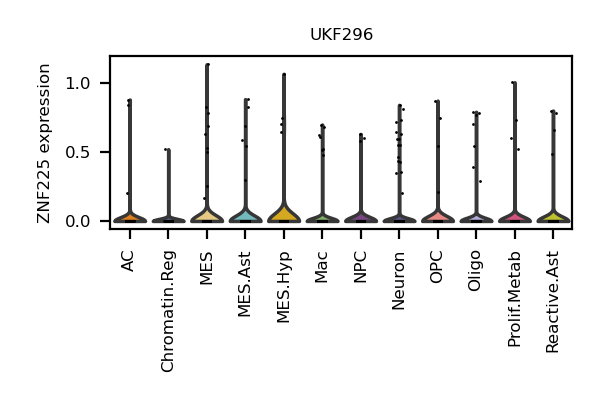 UKF296
ZNF225 expression
1.0
0.5
0.0
AC
Chromatin.Reg
MES
MES.Ast
MES.Hyp
Mac
NPC
Neuron
OPC
Oligo
Prolif.Metab
Reactive.Ast